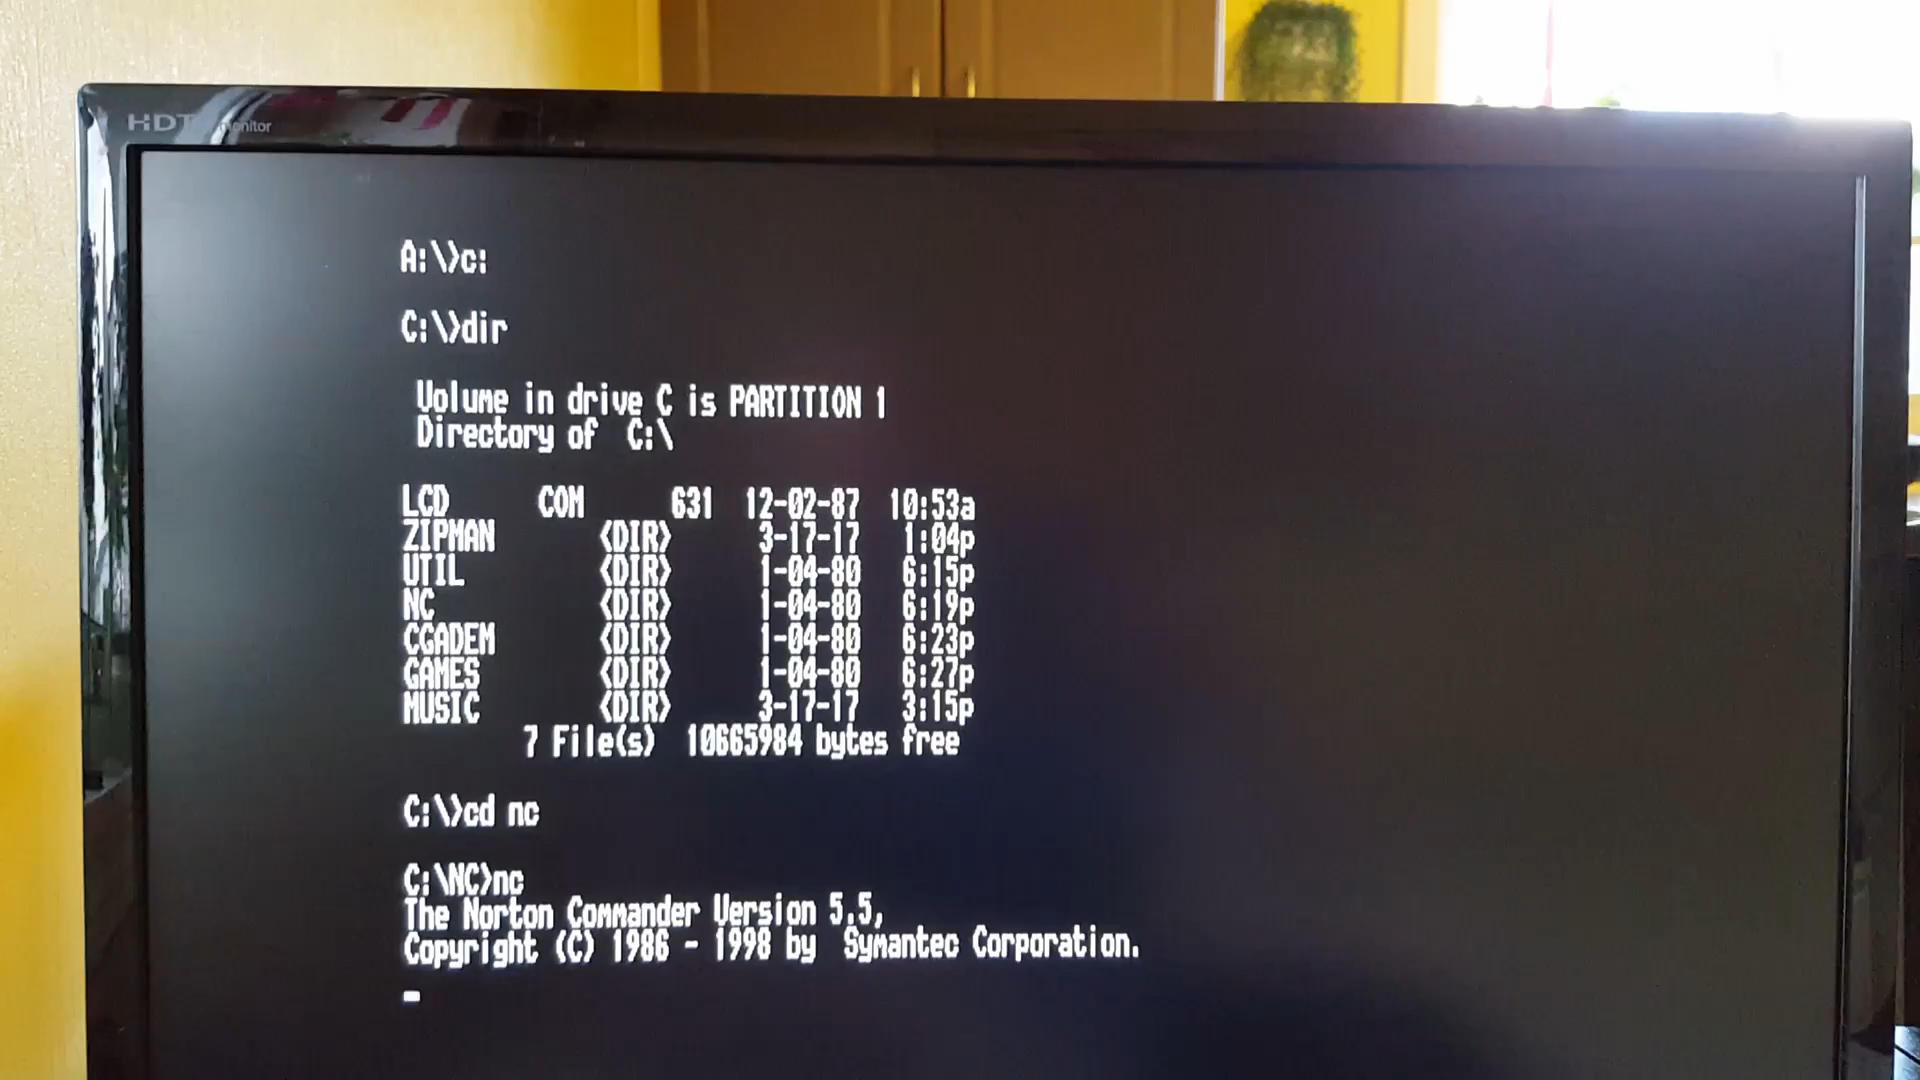 HDT monitor
A:\>c:
C:\>dir
Volume in drive C is PARTITION 1
Directory of C:\
LCD COM 631 12-02-87 10:53a
ZIPMAN <DIR> 3-17-17 1:04p
UTIL <DIR> 1-04-80 6:15p
NC <DIR> 1-04-80 6:19p
CGADEM <DIR> 1-04-80 6:23p
GAMES <DIR> 1-04-80 6:27p
MUSIC <DIR> 3-17-17 3:15p
7 File(s) 10665984 bytes free
C:\>cd nc
C:\NC>nc
The Norton Commander Version 5.5,
Copyright (C) 1986 - 1998 by Symantec Corporation.